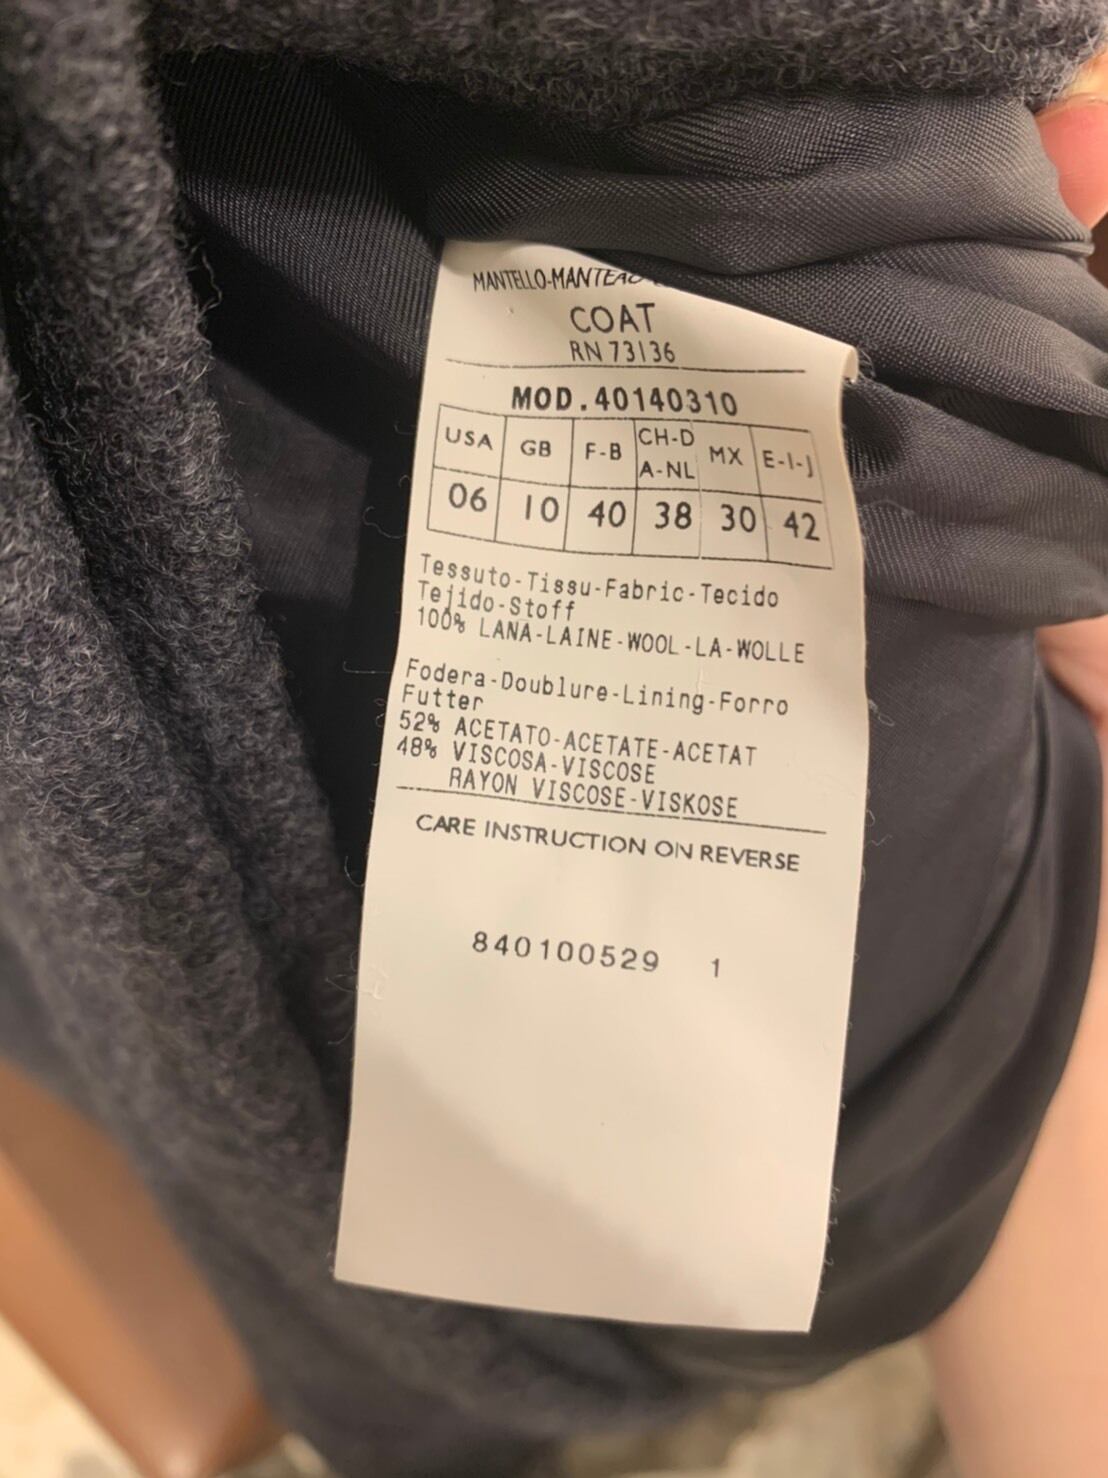 MANTELLO-MANTEAU
COAT
RN 73136
MOD.40140310
USA GB F-B CH-D A-NL MX E-I-J
06 10 40 38 30 42
Tessuto-Tissu-Fabric-Tecido
Tejido-Stoff
100% LANA-LAINE-WOOL-LA-WOLLE
Fodera-Doublure-Lining-Forro
Futter
52% ACETATO-ACETATE-ACETAT
48% VISCOSA-VISCOSE
RAYON VISCOSE-VISKOSE
CARE INSTRUCTION ON REVERSE
840100529 1